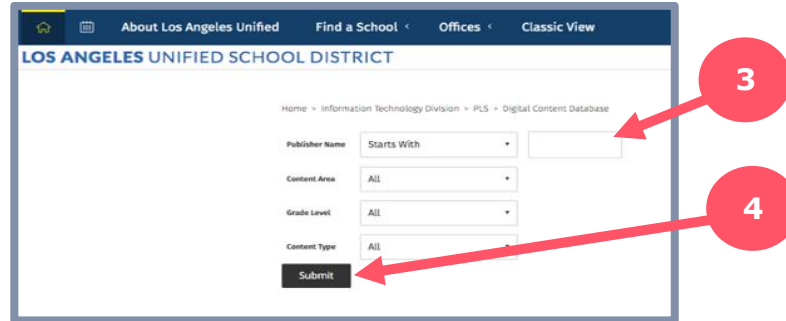 About Los Angeles Unified Find a School ‹ Offices ‹ Classic View
LOS ANGELES UNIFIED SCHOOL DISTRICT
3
Home > Information Technology Division > PLS > Digital Content Database
Publisher Name Starts With
Content Area All
Grade Level All
4
Content Type All
Submit